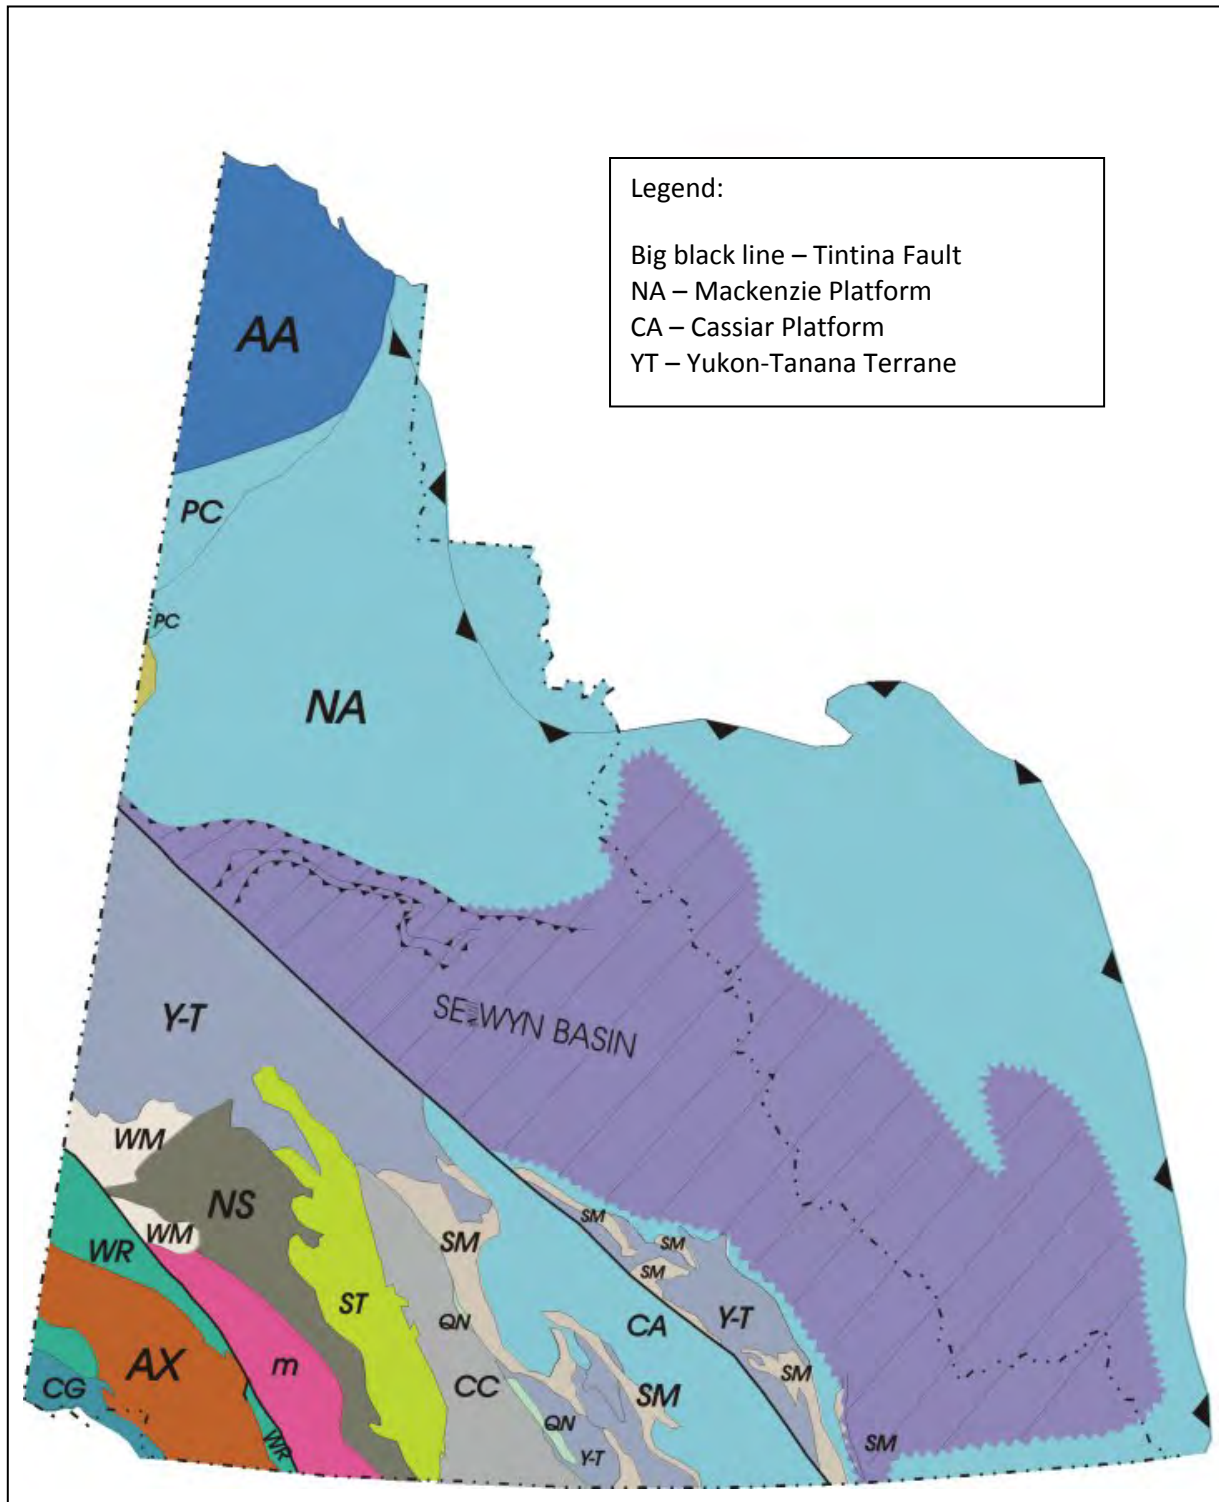 Legend:
Big black line – Tintina Fault
NA – Mackenzie Platform
CA – Cassiar Platform
YT – Yukon-Tanana Terrane
AA
PC
PC
NA
SELWYN BASIN
Y-T
WM
NS
WM
WR
SM
SM
SM
SM
ST
QN
CA
Y-T
AX
m
CC
SM
SM
CG
QN
WR
Y-T
SM